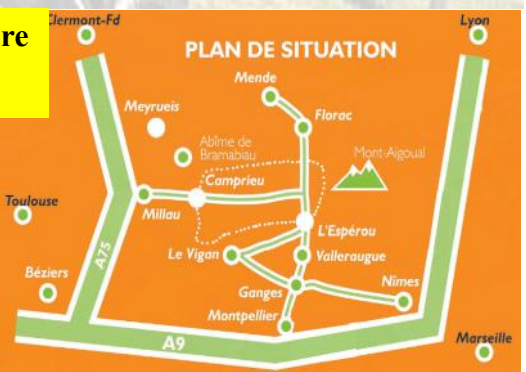 re
Clermont-Fd
Lyon
PLAN DE SITUATION
Mende
Meyrueis
Florac
Abîme de
Bramabiau
Mont-Aigoual
Camprieu
Toulouse
Millau
L'Espérou
A75
Le Vigan
Valleraugue
Béziers
Ganges
Nîmes
Montpellier
A9
Marseille